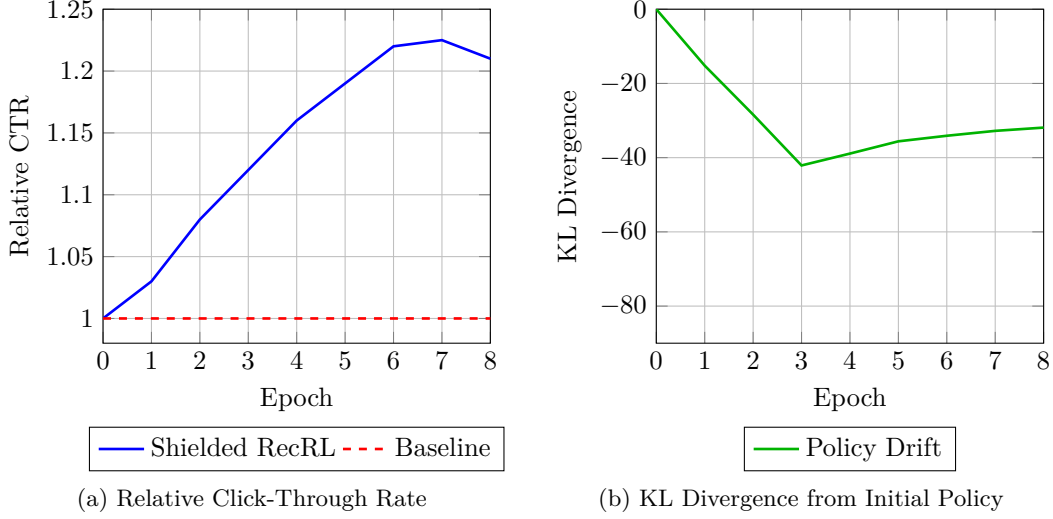 1.25
1.2
1.15
1.1
1.05
1
0 1 2 3 4 5 6 7 8
Relative CTR
Epoch
Shielded RecRL Baseline
(a) Relative Click-Through Rate
0
−20
−40
−60
−80
0 1 2 3 4 5 6 7 8
KL Divergence
Epoch
Policy Drift
(b) KL Divergence from Initial Policy